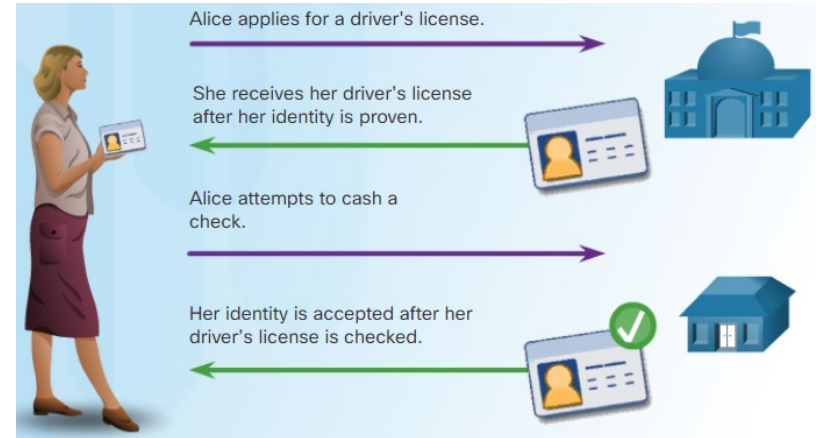 Alice applies for a driver's license.
She receives her driver's license
after her identity is proven.
Alice attempts to cash a
check.
Her identity is accepted after her
driver's license is checked.